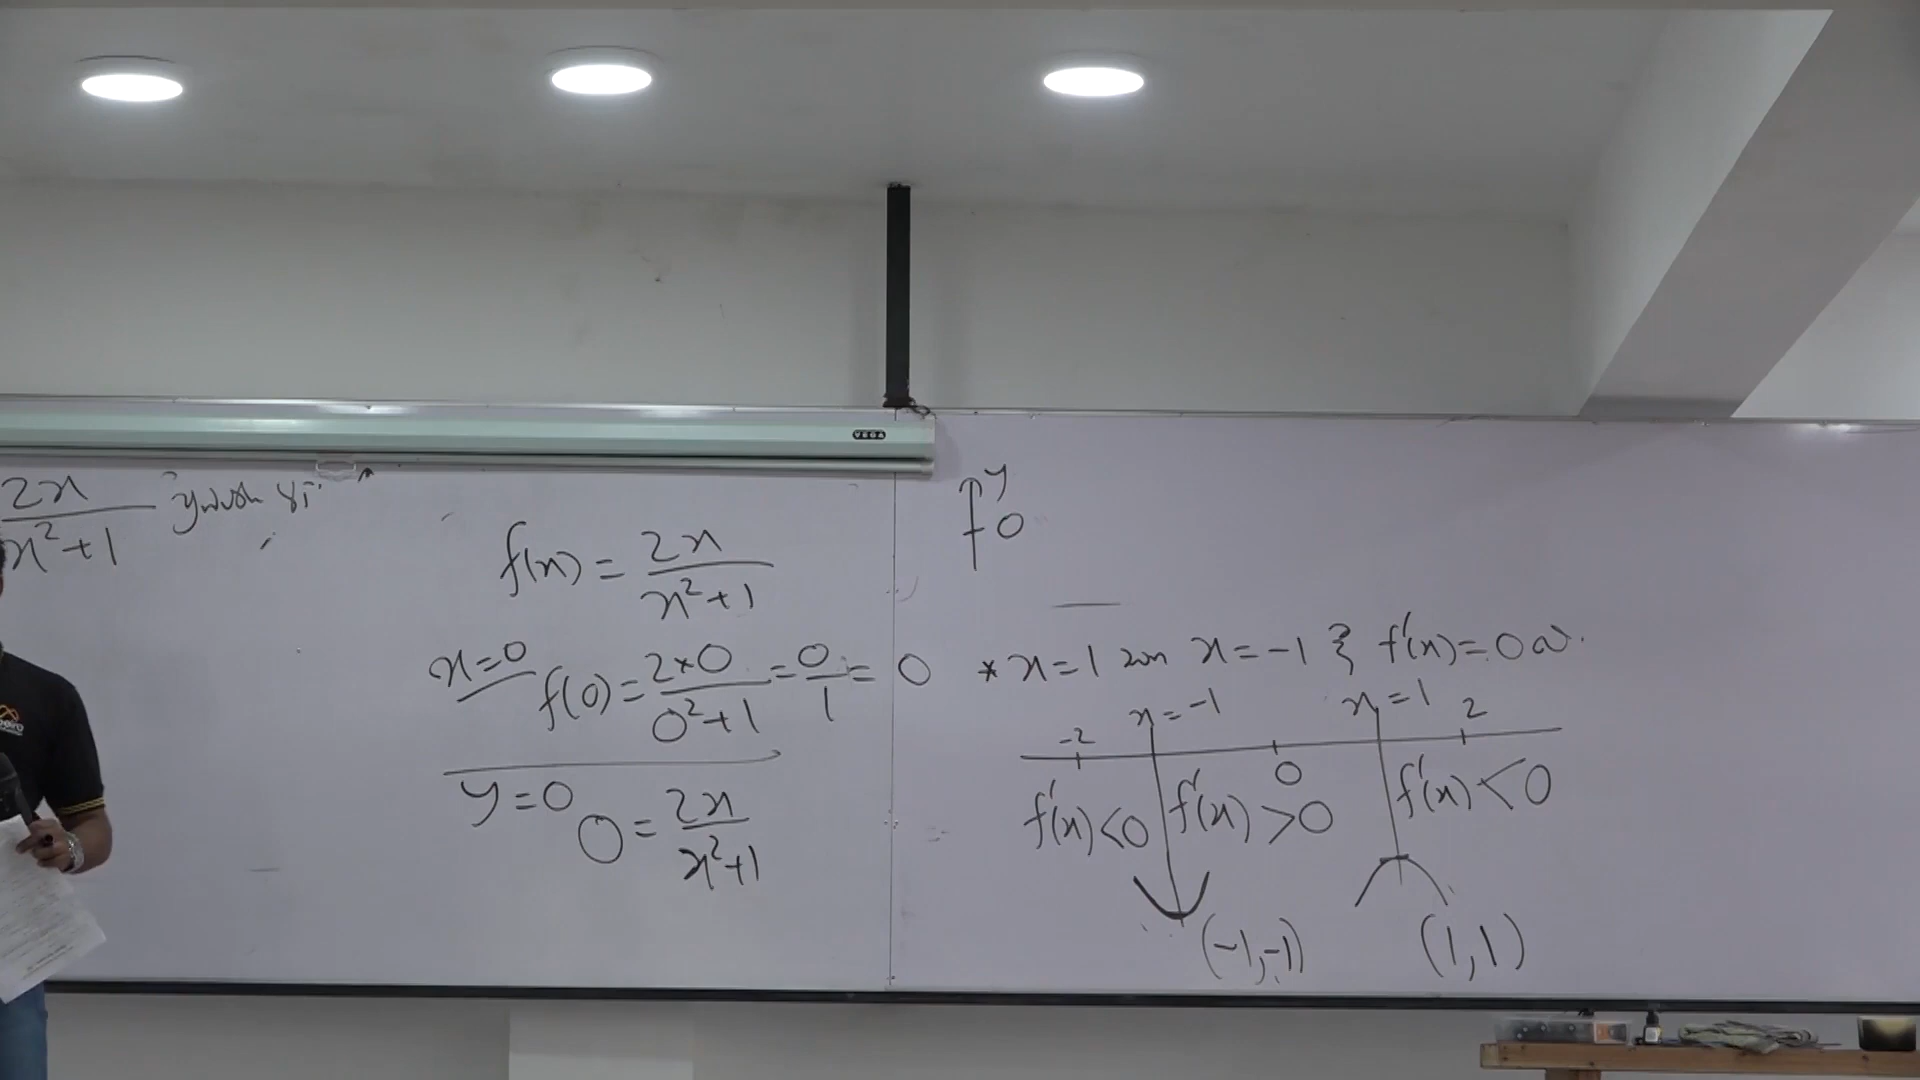 VEGA
2x
x²+1
f(x) = 2x / x²+1
x=0
f(0) = 2×0 / 0²+1 = 0/1 = 0
y=0
0 = 2x / x²+1
y
0
* x=1 x=-1 f'(x)=0
x=-1 x=1
-2 0 2
f'(x)<0 f'(x)>0 f'(x)<0
(-1,-1) (1,1)